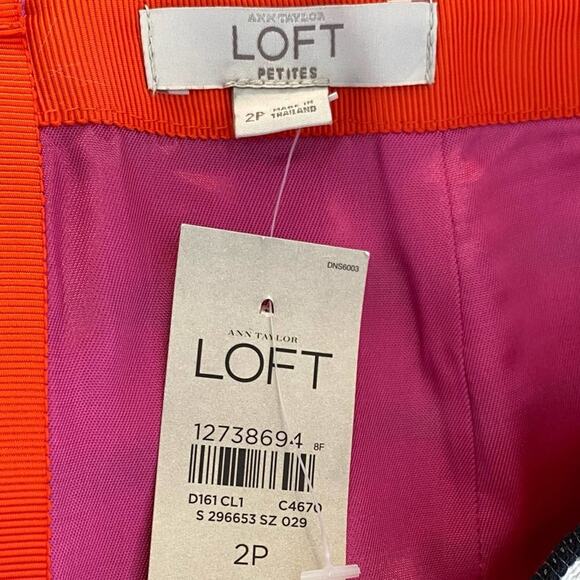 ANN TAYLOR
LOFT
PETITES
2P MADE IN
THAILAND
DNS6003
ANN TAYLOR
LOFT
12738694 8F
D161 CL1 C4670
S 296653 SZ 029
2P